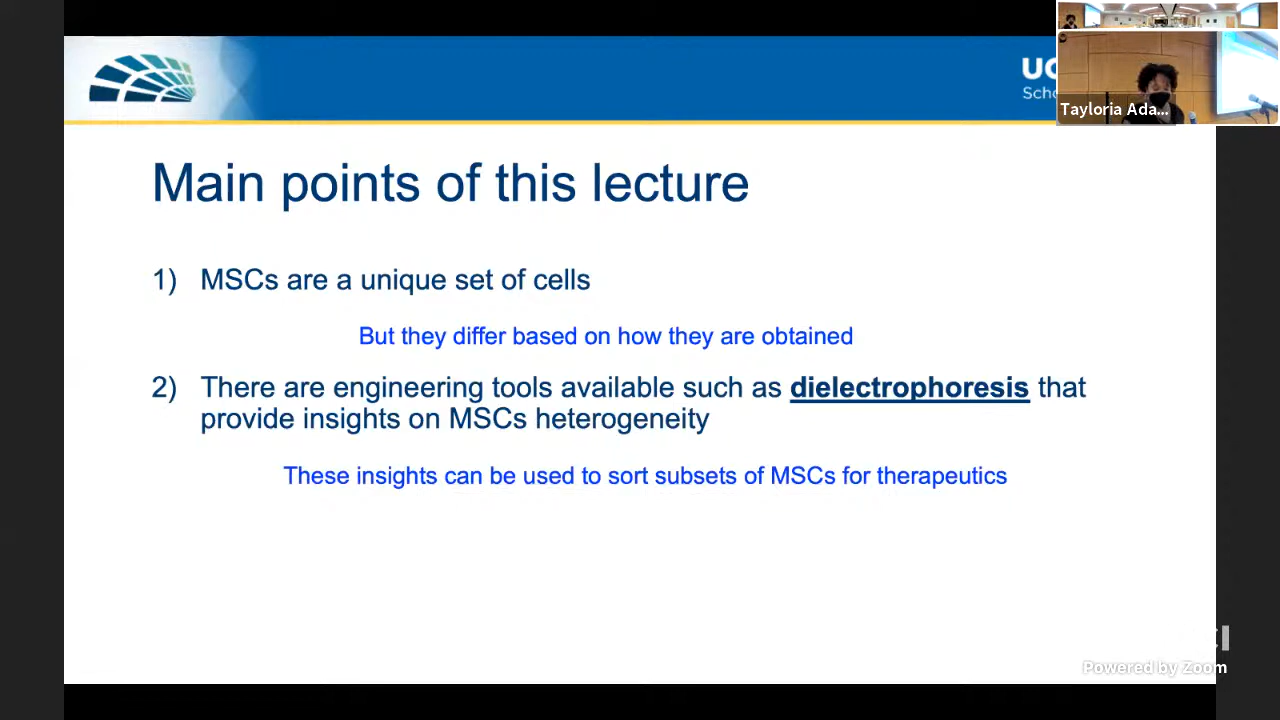 UC
Scho
Tayloria Ada...
Main points of this lecture
1) MSCs are a unique set of cells
But they differ based on how they are obtained
2) There are engineering tools available such as dielectrophoresis that
provide insights on MSCs heterogeneity
These insights can be used to sort subsets of MSCs for therapeutics
Powered by Zoom